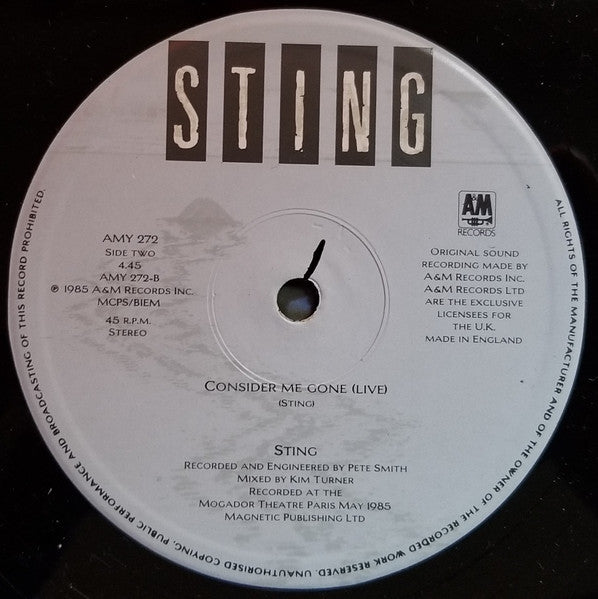 STING
AMY 272
SIDE TWO
4.45
AMY 272-B
℗ 1985 A&M RECORDS INC.
MCPS/BIEM
45 R.P.M.
STEREO
A&M
RECORDS
ORIGINAL SOUND
RECORDING MADE BY
A&M RECORDS INC.
A&M RECORDS LTD
ARE THE EXCLUSIVE
LICENSEES FOR
THE U.K.
MADE IN ENGLAND
CONSIDER ME GONE (LIVE)
(STING)
STING
RECORDED AND ENGINEERED BY PETE SMITH
MIXED BY KIM TURNER
RECORDED AT THE
MOGADOR THEATRE PARIS MAY 1985
MAGNETIC PUBLISHING LTD
ALL RIGHTS OF THE MANUFACTURER AND OF THE OWNER OF THE RECORDED WORK RESERVED. UNAUTHORISED COPYING, PUBLIC PERFORMANCE AND BROADCASTING OF THIS RECORD PROHIBITED.